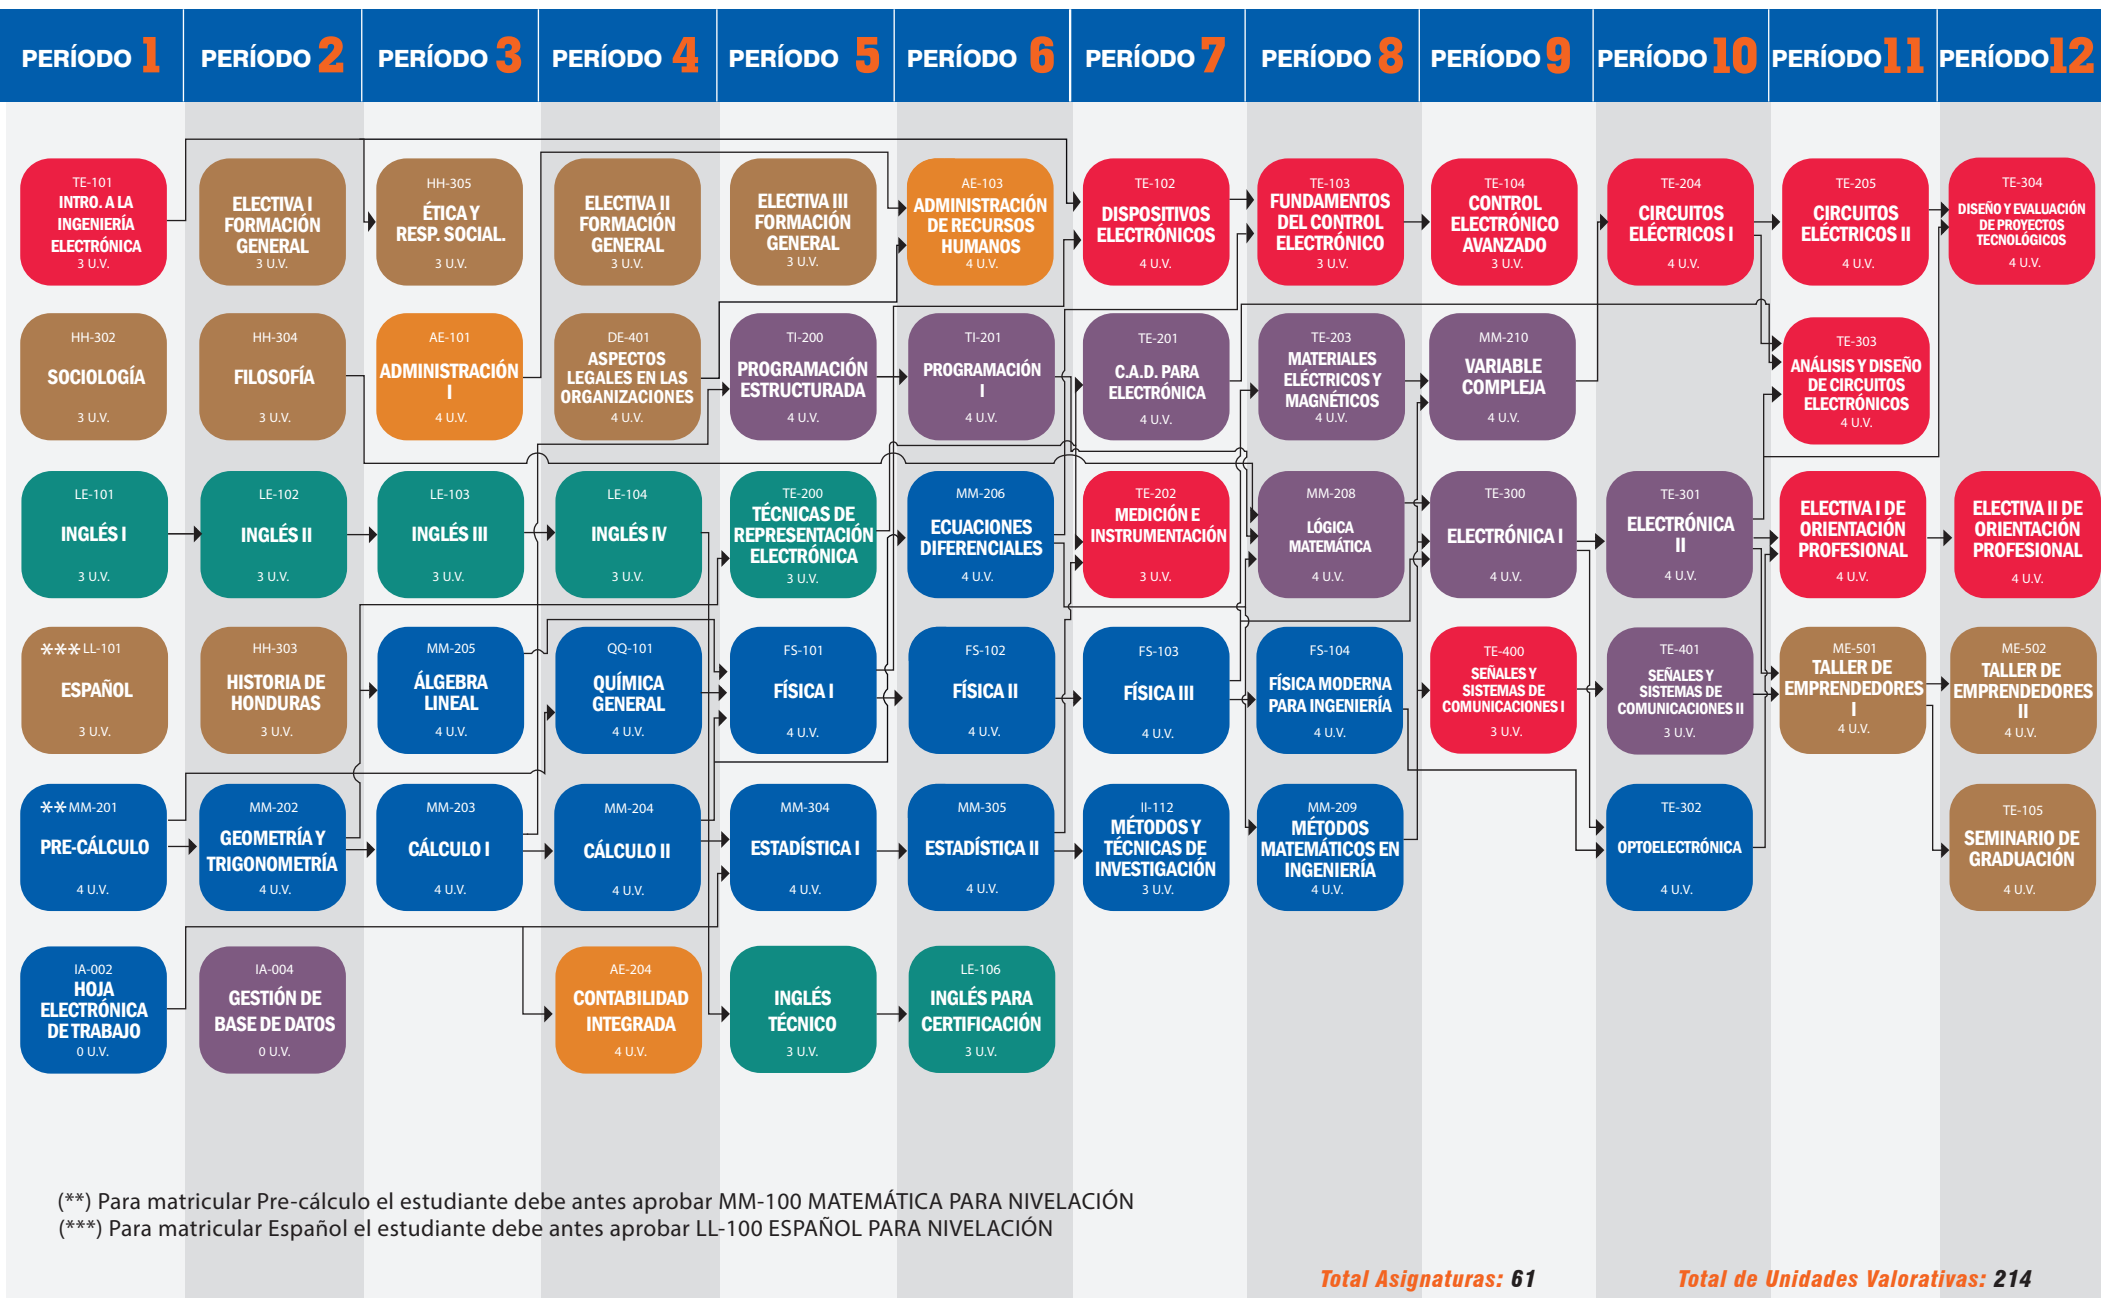 PERÍODO 1
PERÍODO 2
PERÍODO 3
PERÍODO 4
PERÍODO 5
PERÍODO 6
PERÍODO 7
PERÍODO 8
PERÍODO 9
PERÍODO 10
PERÍODO 11
PERÍODO 12
TE-101
INTRO. A LA
INGENIERÍA
ELECTRÓNICA
3 U.V.
ELECTIVA I
FORMACIÓN
GENERAL
3 U.V.
HH-305
ÉTICA Y
RESP. SOCIAL.
3 U.V.
ELECTIVA II
FORMACIÓN
GENERAL
3 U.V.
ELECTIVA III
FORMACIÓN
GENERAL
3 U.V.
AE-103
ADMINISTRACIÓN
DE RECURSOS
HUMANOS
4 U.V.
TE-102
DISPOSITIVOS
ELECTRÓNICOS
4 U.V.
TE-103
FUNDAMENTOS
DEL CONTROL
ELECTRÓNICO
3 U.V.
TE-104
CONTROL
ELECTRÓNICO
AVANZADO
3 U.V.
TE-204
CIRCUITOS
ELÉCTRICOS I
4 U.V.
TE-205
CIRCUITOS
ELÉCTRICOS II
4 U.V.
TE-304
DISEÑO Y EVALUACIÓN
DE PROYECTOS
TECNOLÓGICOS
4 U.V.
HH-302
SOCIOLOGÍA
3 U.V.
HH-304
FILOSOFÍA
3 U.V.
AE-101
ADMINISTRACIÓN
I
4 U.V.
DE-401
ASPECTOS
LEGALES EN LAS
ORGANIZACIONES
4 U.V.
TI-200
PROGRAMACIÓN
ESTRUCTURADA
4 U.V.
TI-201
PROGRAMACIÓN
I
4 U.V.
TE-201
C.A.D. PARA
ELECTRÓNICA
4 U.V.
TE-203
MATERIALES
ELÉCTRICOS Y
MAGNÉTICOS
4 U.V.
MM-210
VARIABLE
COMPLEJA
4 U.V.
TE-303
ANÁLISIS Y DISEÑO
DE CIRCUITOS
ELECTRÓNICOS
4 U.V.
LE-101
INGLÉS I
3 U.V.
LE-102
INGLÉS II
3 U.V.
LE-103
INGLÉS III
3 U.V.
LE-104
INGLÉS IV
3 U.V.
TE-200
TÉCNICAS DE
REPRESENTACIÓN
ELECTRÓNICA
3 U.V.
MM-206
ECUACIONES
DIFERENCIALES
4 U.V.
TE-202
MEDICIÓN E
INSTRUMENTACIÓN
3 U.V.
MM-208
LÓGICA
MATEMÁTICA
4 U.V.
TE-300
ELECTRÓNICA I
4 U.V.
TE-301
ELECTRÓNICA
II
4 U.V.
ELECTIVA I DE
ORIENTACIÓN
PROFESIONAL
4 U.V.
ELECTIVA II DE
ORIENTACIÓN
PROFESIONAL
4 U.V.
***LL-101
ESPAÑOL
3 U.V.
HH-303
HISTORIA DE
HONDURAS
3 U.V.
MM-205
ÁLGEBRA
LINEAL
4 U.V.
QQ-101
QUÍMICA
GENERAL
4 U.V.
FS-101
FÍSICA I
4 U.V.
FS-102
FÍSICA II
4 U.V.
FS-103
FÍSICA III
4 U.V.
FS-104
FÍSICA MODERNA
PARA INGENIERÍA
4 U.V.
TE-400
SEÑALES Y
SISTEMAS DE
COMUNICACIONES I
3 U.V.
TE-401
SEÑALES Y
SISTEMAS DE
COMUNICACIONES II
3 U.V.
ME-501
TALLER DE
EMPRENDEDORES
I
4 U.V.
ME-502
TALLER DE
EMPRENDEDORES
II
4 U.V.
**MM-201
PRE-CÁLCULO
4 U.V.
MM-202
GEOMETRÍA Y
TRIGONOMETRÍA
4 U.V.
MM-203
CÁLCULO I
4 U.V.
MM-204
CÁLCULO II
4 U.V.
MM-304
ESTADÍSTICA I
4 U.V.
MM-305
ESTADÍSTICA II
4 U.V.
II-112
MÉTODOS Y
TÉCNICAS DE
INVESTIGACIÓN
3 U.V.
MM-209
MÉTODOS
MATEMÁTICOS EN
INGENIERÍA
4 U.V.
TE-302
OPTOELECTRÓNICA
4 U.V.
TE-105
SEMINARIO DE
GRADUACIÓN
4 U.V.
IA-002
HOJA
ELECTRÓNICA
DE TRABAJO
0 U.V.
IA-004
GESTIÓN DE
BASE DE DATOS
0 U.V.
AE-204
CONTABILIDAD
INTEGRADA
4 U.V.
INGLÉS
TÉCNICO
3 U.V.
LE-106
INGLÉS PARA
CERTIFICACIÓN
3 U.V.
(**) Para matricular Pre-cálculo el estudiante debe antes aprobar MM-100 MATEMÁTICA PARA NIVELACIÓN
(***) Para matricular Español el estudiante debe antes aprobar LL-100 ESPAÑOL PARA NIVELACIÓN
Total Asignaturas: 61
Total de Unidades Valorativas: 214